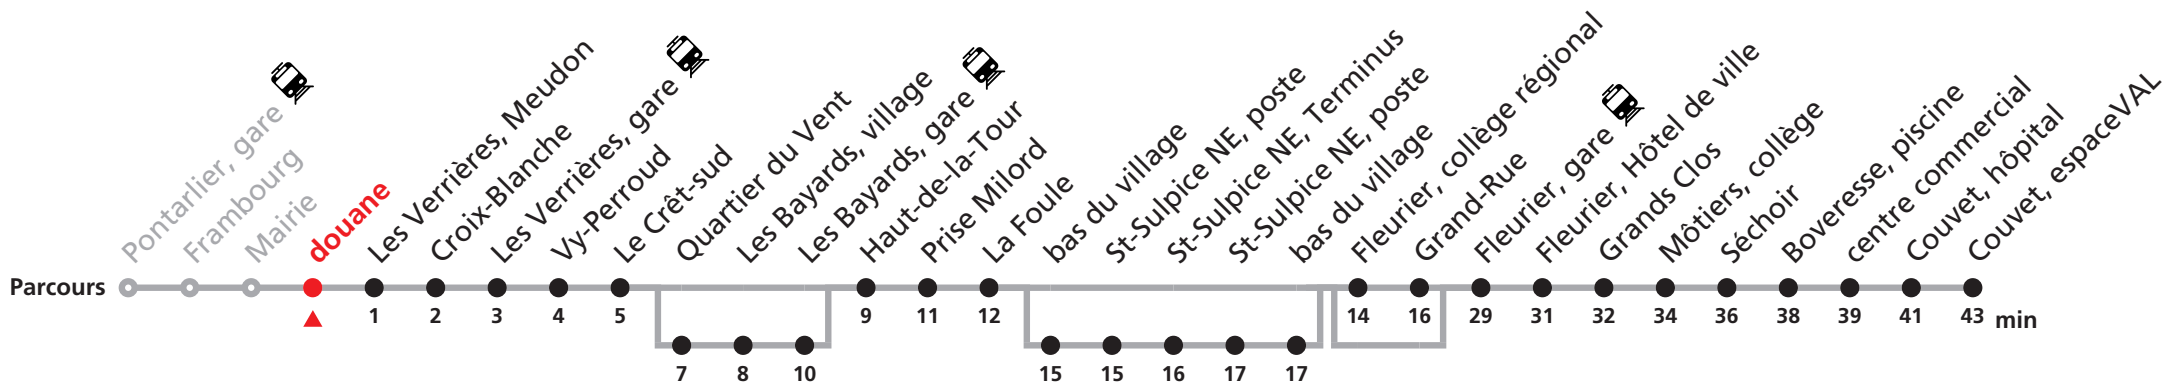 Pontarlier, gare
Frambourg
Mairie
douane
Les Verrières, Meudon
Croix-Blanche
Les Verrières, gare
Vy-Perroud
Le Crêt-sud
Quartier du Vent
Les Bayards, village
Les Bayards, gare
Haut-de-la-Tour
Prise Milord
La Foule
bas du village
St-Sulpice NE, poste
St-Sulpice NE, Terminus
St-Sulpice NE, poste
bas du village
Fleurier, collège régional
Grand-Rue
Fleurier, gare
Fleurier, Hôtel de ville
Grands Clos
Môtiers, collège
Séchoir
Boveresse, piscine
centre commercial
Couvet, hôpital
Couvet, espaceVAL
Parcours
1 2 3 4 5 9 11 12 14 16 29 31 32 34 36 38 39 41 43 min
7 8 10 15 15 16 17 17